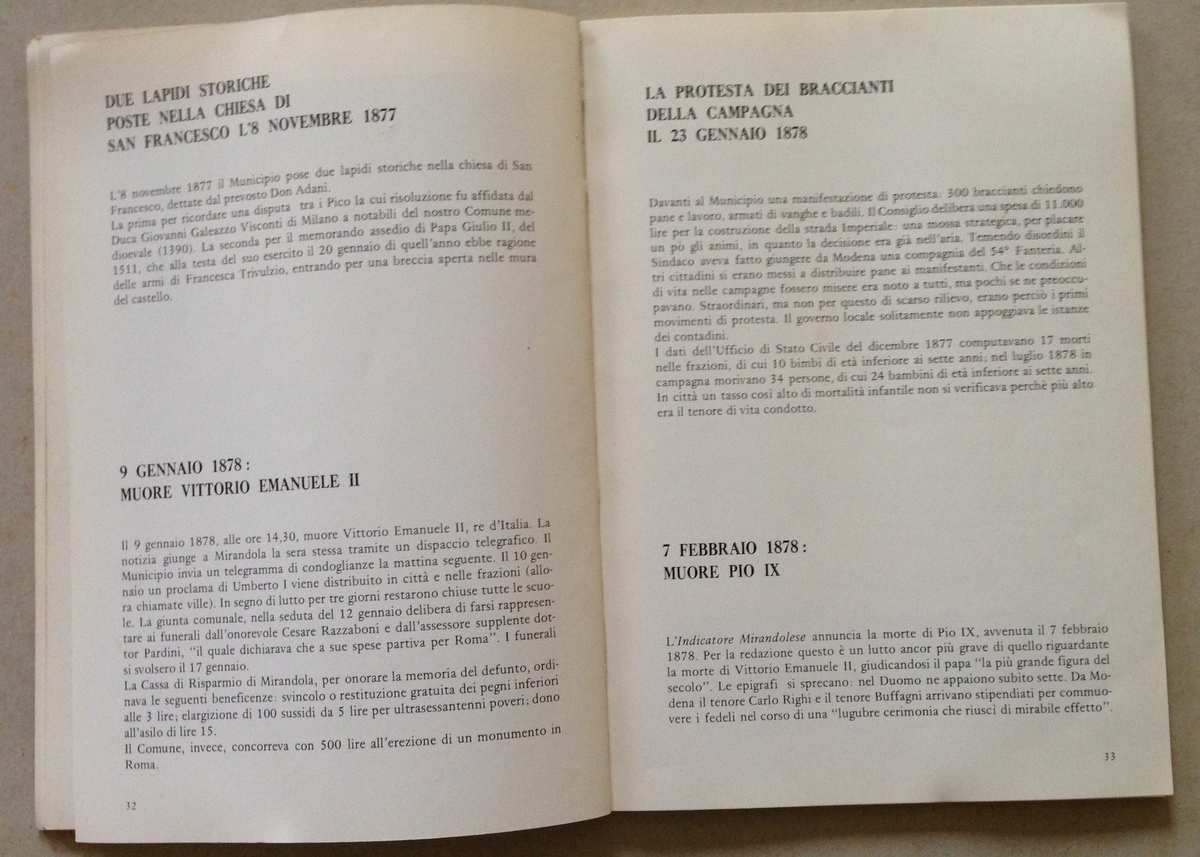 DUE LAPIDI STORICHE
POSTE NELLA CHIESA DI
SAN FRANCESCO L'8 NOVEMBRE 1877
L'8 novembre 1877 il Municipio pose due lapidi storiche nella chiesa di San
Francesco, dettate dal prevosto Don Adani.
La prima per ricordare una disputa tra i Pico la cui risoluzione fu affidata dal
Duca Giovanni Galeazzo Visconti di Milano a notabili del nostro Comune me-
dioevale (1390). La seconda per il memorando assedio di Papa Giulio II, del
1511, che alla testa del suo esercito il 20 gennaio di quell'anno ebbe ragione
delle armi di Francesca Trivulzio, entrando per una breccia aperta nelle mura
del castello.
9 GENNAIO 1878:
MUORE VITTORIO EMANUELE II
Il 9 gennaio 1878, alle ore 14,30, muore Vittorio Emanuele II, re d'Italia. La
notizia giunge a Mirandola la sera stessa tramite un dispaccio telegrafico. Il
Municipio invia un telegramma di condoglianze la mattina seguente. Il 10 gen-
naio un proclama di Umberto I viene distribuito in città e nelle frazioni (allo-
ra chiamate ville). In segno di lutto per tre giorni restarono chiuse tutte le scuo-
le. La giunta comunale, nella seduta del 12 gennaio delibera di farsi rappresen-
tare ai funerali dall'onorevole Cesare Razzaboni e dall'assessore supplente dot-
tor Pardini, "il quale dichiarava che a sue spese partiva per Roma". I funerali
si svolsero il 17 gennaio.
La Cassa di Risparmio di Mirandola, per onorare la memoria del defunto, ordi-
nava le seguenti beneficenze: svincolo o restituzione gratuita dei pegni inferiori
alle 3 lire; elargizione di 100 sussidi da 5 lire per ultrasessantenni poveri; dono
all'asilo di lire 15.
Il Comune, invece, concorreva con 500 lire all'erezione di un monumento in
Roma.
32
LA PROTESTA DEI BRACCIANTI
DELLA CAMPAGNA
IL 23 GENNAIO 1878
Davanti al Municipio una manifestazione di protesta: 300 braccianti chiedono
pane e lavoro, armati di vanghe e badili. Il Consiglio delibera una spesa di 11.000
lire per la costruzione della strada Imperiale: una mossa strategica, per placare
un pò gli animi, in quanto la decisione era già nell'aria. Temendo disordini il
Sindaco aveva fatto giungere da Modena una compagnia del 54° Fanteria. Al-
tri cittadini si erano messi a distribuire pane ai manifestanti. Che le condizioni
di vita nelle campagne fossero misere era noto a tutti, ma pochi se ne preoccu-
pavano. Straordinari, ma non per questo di scarso rilievo, erano perciò i primi
movimenti di protesta. Il governo locale solitamente non appoggiava le istanze
dei contadini.
I dati dell'Ufficio di Stato Civile del dicembre 1877 computavano 17 morti
nelle frazioni, di cui 10 bimbi di età inferiore ai sette anni; nel luglio 1878 in
campagna morivano 34 persone, di cui 24 bambini di età inferiore ai sette anni.
In città un tasso così alto di mortalità infantile non si verificava perchè più alto
era il tenore di vita condotto.
7 FEBBRAIO 1878:
MUORE PIO IX
L'Indicatore Mirandolese annuncia la morte di Pio IX, avvenuta il 7 febbraio
1878. Per la redazione questo è un lutto ancor più grave di quello riguardante
la morte di Vittorio Emanuele II, giudicandosi il papa "la più grande figura del
secolo". Le epigrafi si sprecano: nel Duomo ne appaiono subito sette. Da Mo-
dena il tenore Carlo Righi e il tenore Buffagni arrivano stipendiati per commuo-
vere i fedeli nel corso di una "lugubre cerimonia che riuscì di mirabile effetto".
33